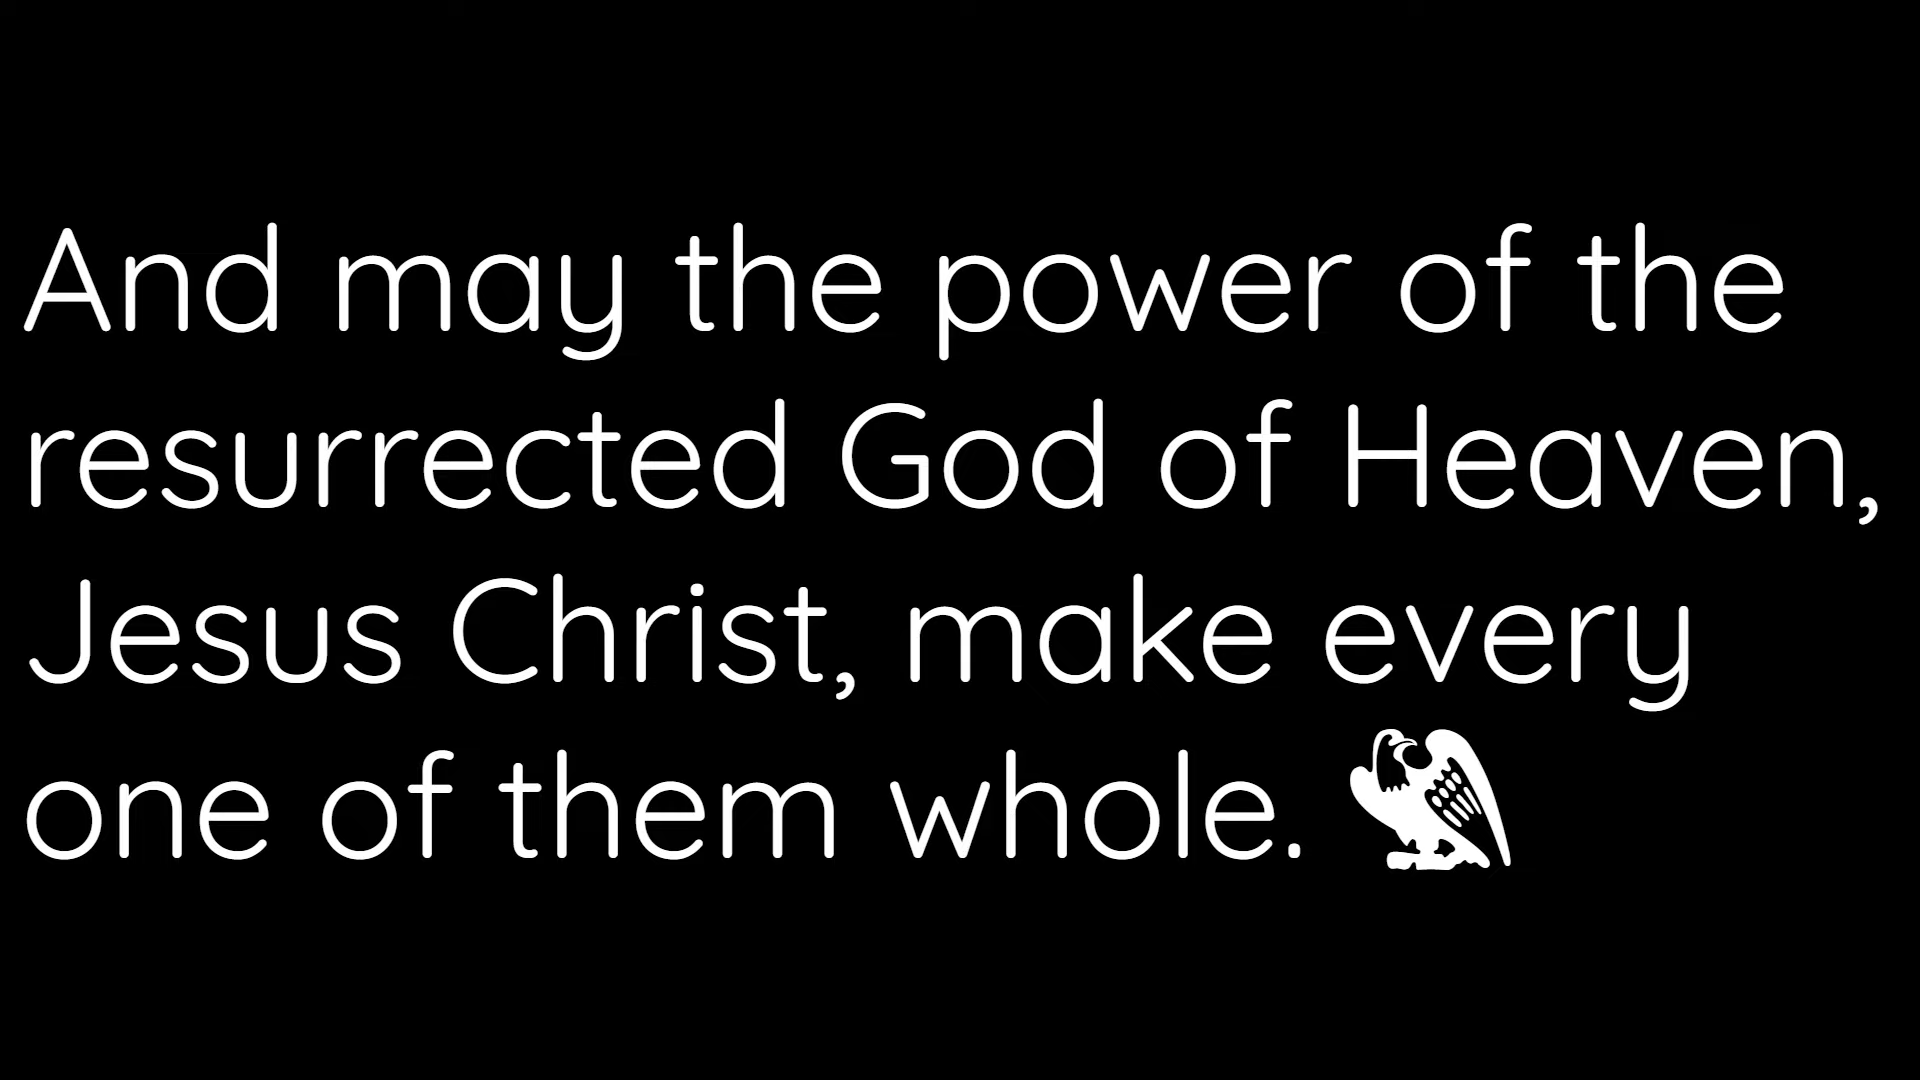 And may the power of the
resurrected God of Heaven,
Jesus Christ, make every
one of them whole.